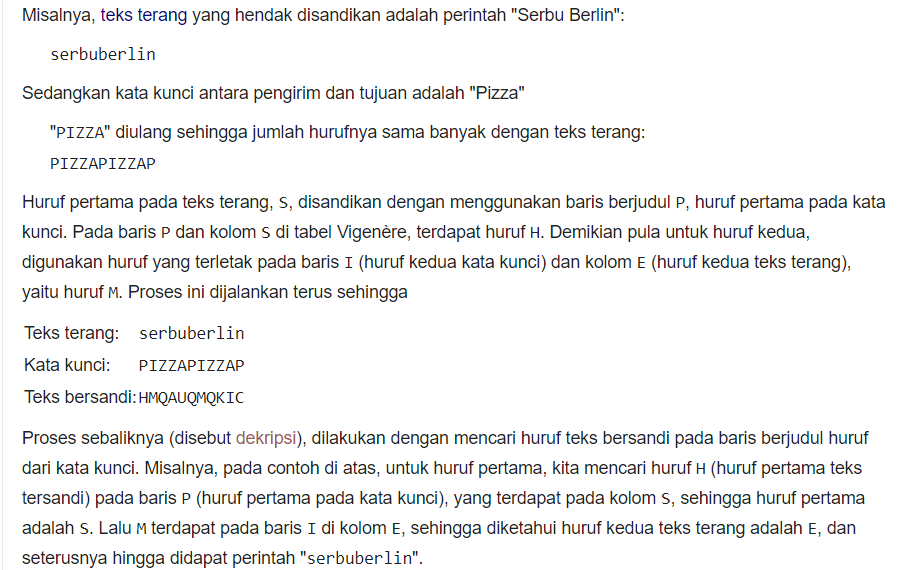 Misalnya, teks terang yang hendak disandikan adalah perintah "Serbu Berlin":
serbuberlin
Sedangkan kata kunci antara pengirim dan tujuan adalah "Pizza"
"PIZZA" diulang sehingga jumlah hurufnya sama banyak dengan teks terang:
PIZZAPIZZAP
Huruf pertama pada teks terang, S, disandikan dengan menggunakan baris berjudul P, huruf pertama pada kata
kunci. Pada baris P dan kolom S di tabel Vigenère, terdapat huruf H. Demikian pula untuk huruf kedua,
digunakan huruf yang terletak pada baris I (huruf kedua kata kunci) dan kolom E (huruf kedua teks terang),
yaitu huruf M. Proses ini dijalankan terus sehingga
Teks terang: serbuberlin
Kata kunci: PIZZAPIZZAP
Teks bersandi: HMQAUQMQKIC
Proses sebaliknya (disebut dekripsi), dilakukan dengan mencari huruf teks bersandi pada baris berjudul huruf
dari kata kunci. Misalnya, pada contoh di atas, untuk huruf pertama, kita mencari huruf H (huruf pertama teks
tersandi) pada baris P (huruf pertama pada kata kunci), yang terdapat pada kolom S, sehingga huruf pertama
adalah S. Lalu M terdapat pada baris I di kolom E, sehingga diketahui huruf kedua teks terang adalah E, dan
seterusnya hingga didapat perintah "serbuberlin".